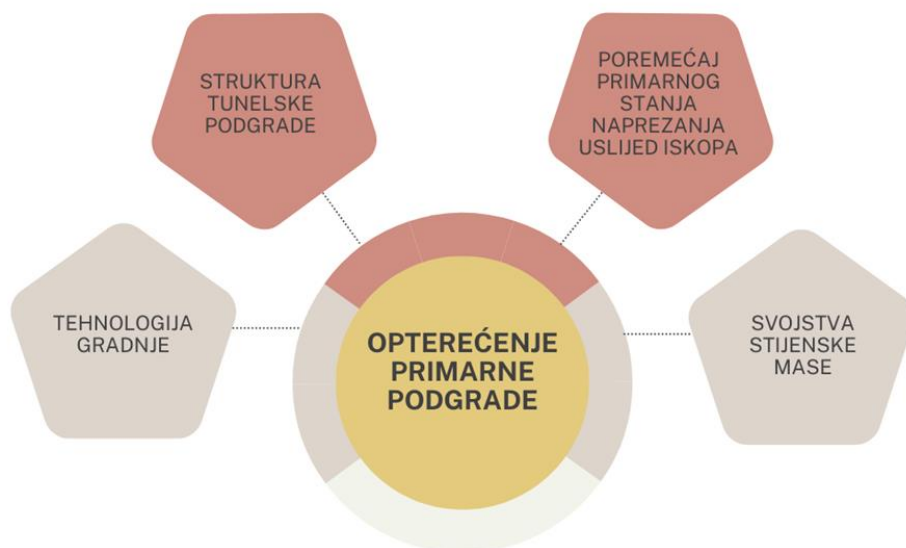 STRUKTURA
TUNELSKE
PODGRADE
POREMEĆAJ
PRIMARNOG
STANJA
NAPREZANJA
USLIJED ISKOPA
TEHNOLOGIJA
GRADNJE
OPTEREĆENJE
PRIMARNE
PODGRADE
SVOJSTVA
STIJENSKE
MASE